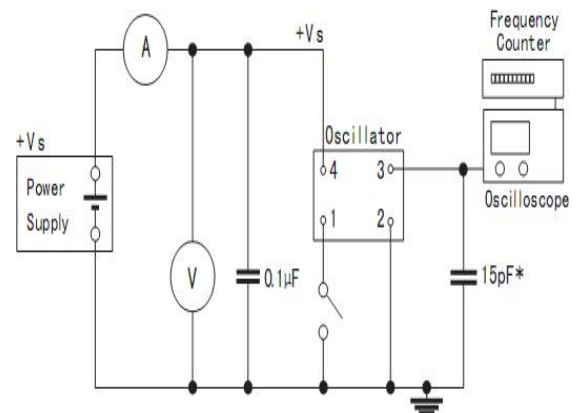 Frequency
Counter
A
+Vs
Oscillator
+Vs
4 3
Power
Supply
1 2
Oscilloscope
V
0.1μF
15pF*